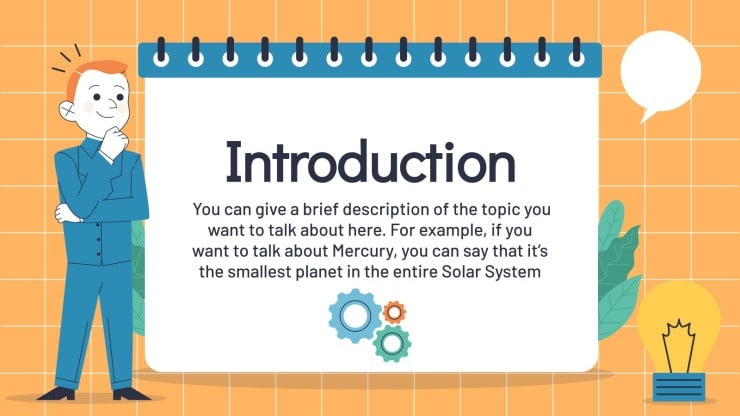 Introduction
You can give a brief description of the topic you
want to talk about here. For example, if you
want to talk about Mercury, you can say that it’s
the smallest planet in the entire Solar System